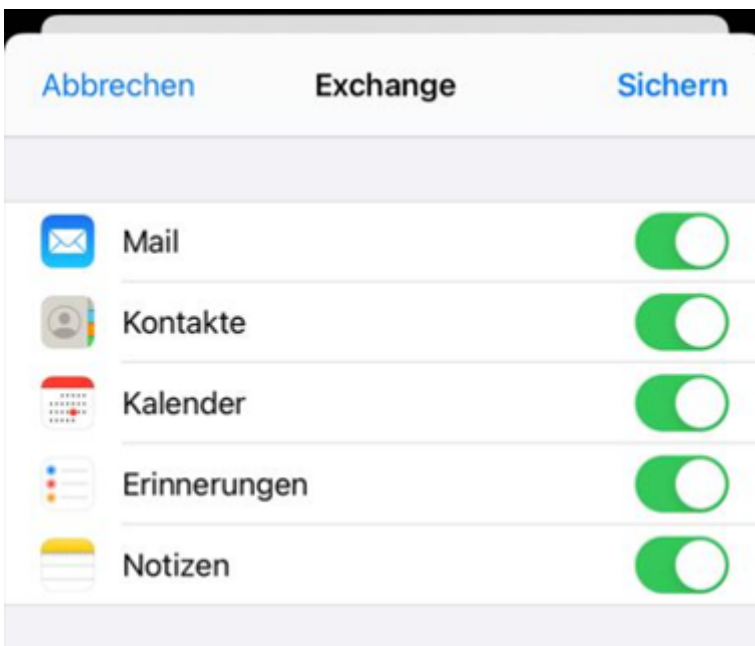 Abbrechen Exchange Sichern
Mail
Kontakte
Kalender
Erinnerungen
Notizen